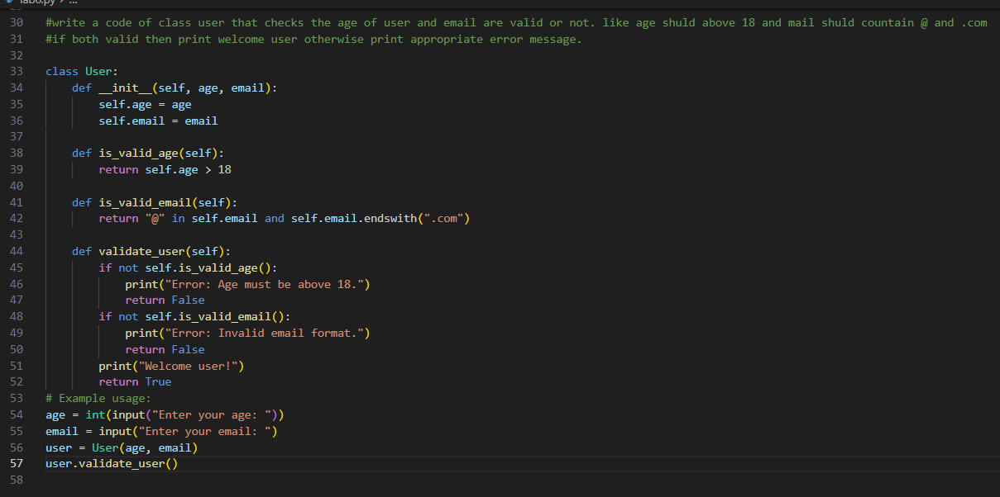 lab6.py > ...
30 #write a code of class user that checks the age of user and email are valid or not. like age shuld above 18 and mail shuld countain @ and .com
31 #if both valid then print welcome user otherwise print appropriate error message.
32
33 class User:
34     def __init__(self, age, email):
35         self.age = age
36         self.email = email
37
38     def is_valid_age(self):
39         return self.age > 18
40
41     def is_valid_email(self):
42         return "@" in self.email and self.email.endswith(".com")
43
44     def validate_user(self):
45         if not self.is_valid_age():
46             print("Error: Age must be above 18.")
47             return False
48         if not self.is_valid_email():
49             print("Error: Invalid email format.")
50             return False
51         print("Welcome user!")
52         return True
53 # Example usage:
54 age = int(input("Enter your age: "))
55 email = input("Enter your email: ")
56 user = User(age, email)
57 user.validate_user()
58